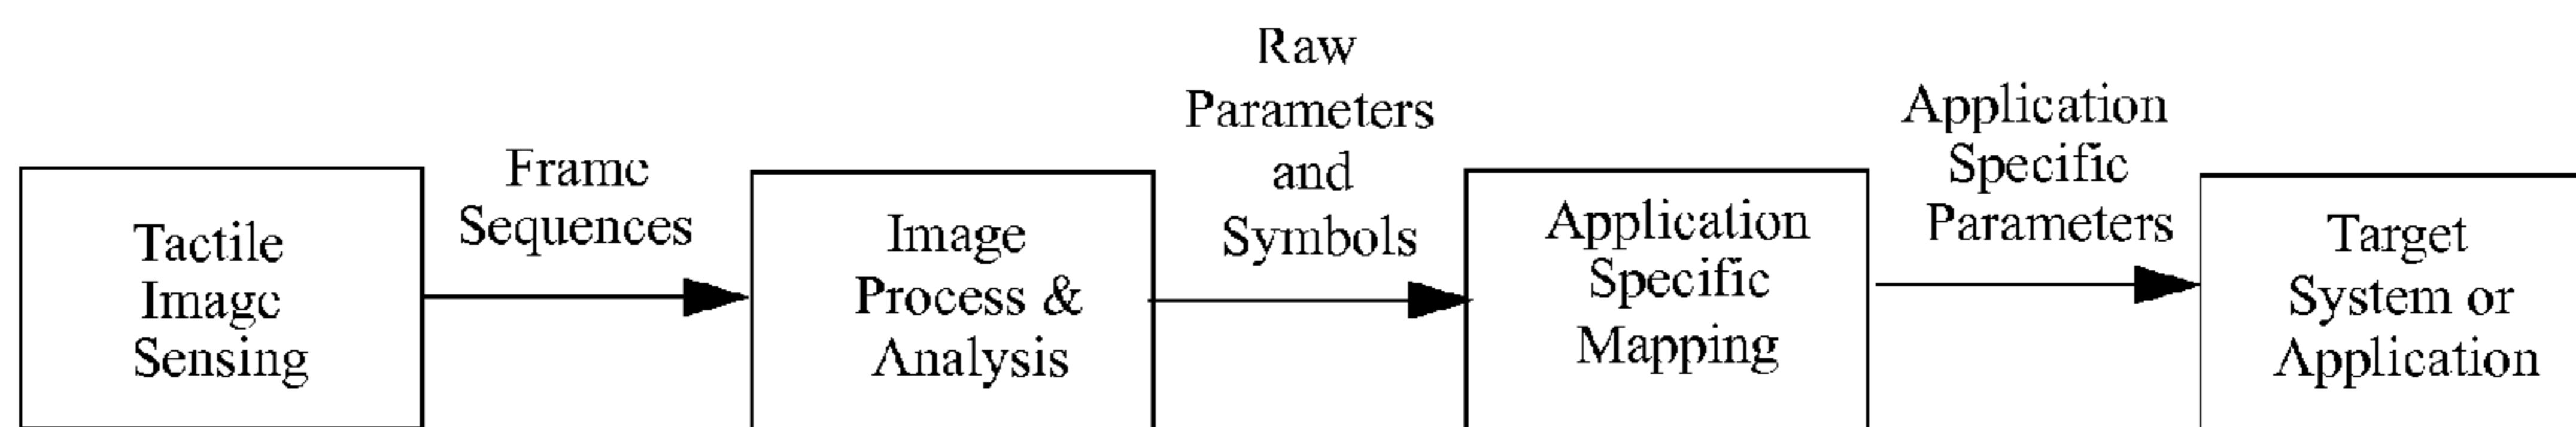 Tactile
Image
Sensing
Frame
Sequences
Image
Process &
Analysis
Raw
Parameters
and
Symbols
Application
Specific
Mapping
Application
Specific
Parameters
Target
System or
Application